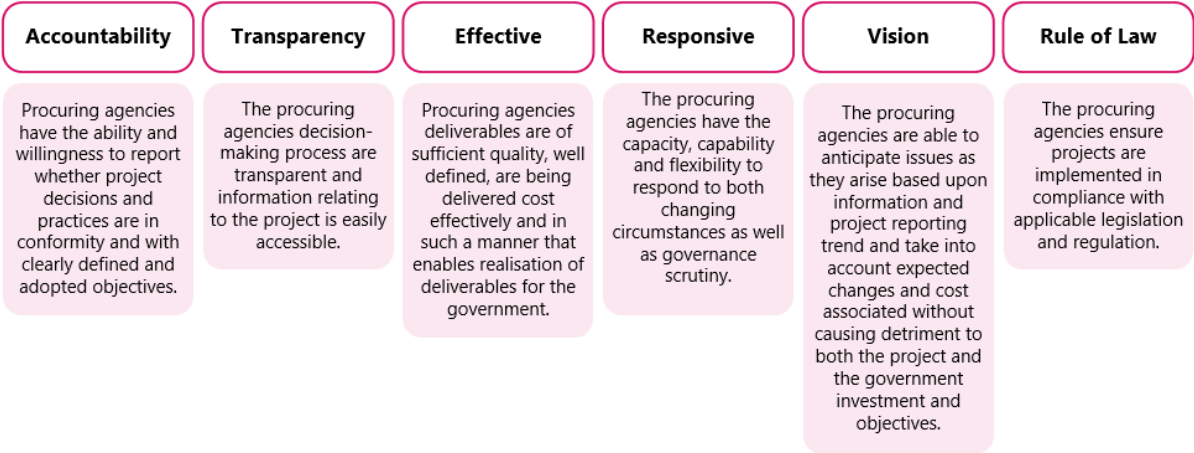 Accountability
Procuring agencies
have the ability and
willingness to report
whether project
decisions and
practices are in
conformity and with
clearly defined and
adopted objectives.
Transparency
The procuring
agencies decision-
making process are
transparent and
information relating
to the project is easily
accessible.
Effective
Procuring agencies
deliverables are of
sufficient quality, well
defined, are being
delivered cost
effectively and in
such a manner that
enables realisation of
deliverables for the
government.
Responsive
The procuring
agencies have the
capacity, capability
and flexibility to
respond to both
changing
circumstances as well
as governance
scrutiny.
Vision
The procuring
agencies are able to
anticipate issues as
they arise based upon
information and
project reporting
trend and take into
account expected
changes and cost
associated without
causing detriment to
both the project and
the government
investment and
objectives.
Rule of Law
The procuring
agencies ensure
projects are
implemented in
compliance with
applicable legislation
and regulation.